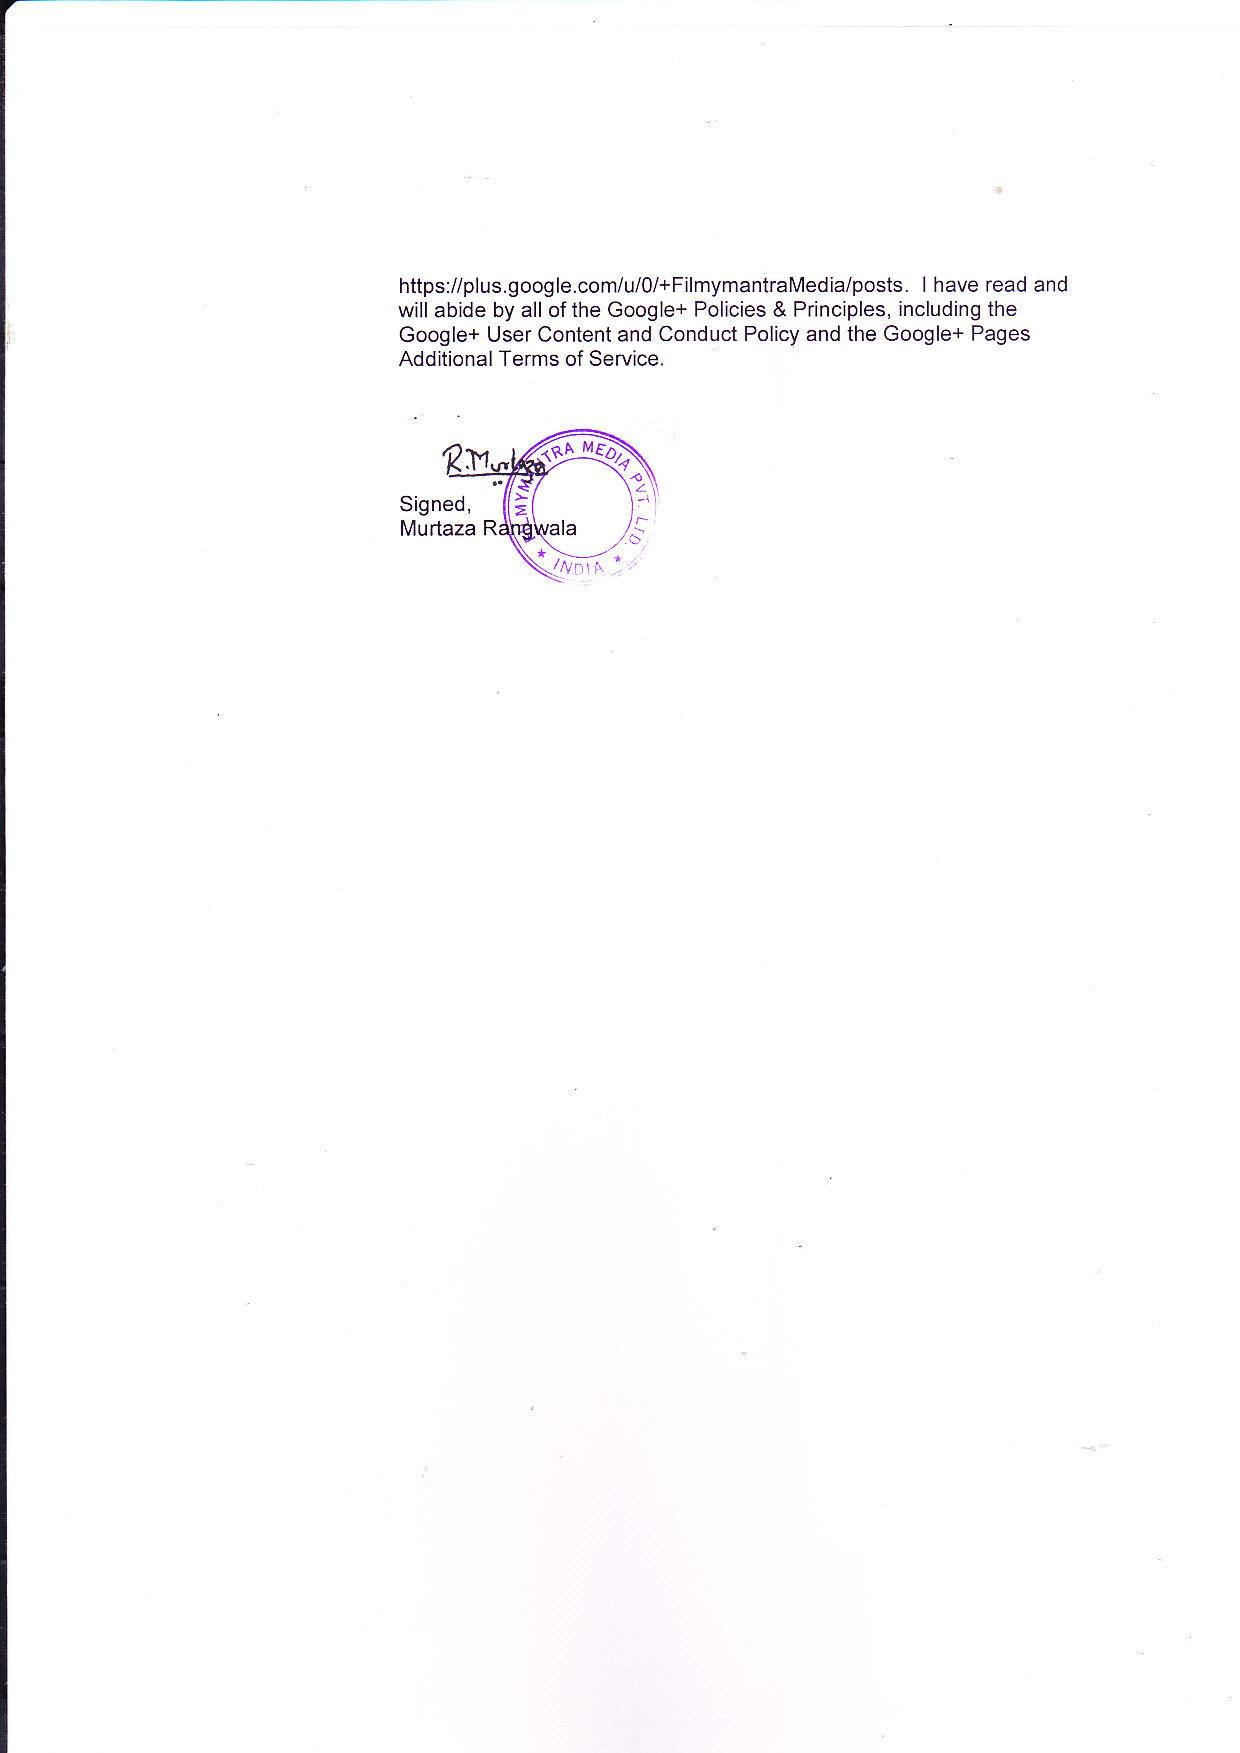 https://plus.google.com/u/0/+FilmymantraMedia/posts.  I have read and
will abide by all of the Google+ Policies & Principles, including the
Google+ User Content and Conduct Policy and the Google+ Pages
Additional Terms of Service.
R.Murtaza
Signed,
Murtaza Rangwala
FILMYMANTRA MEDIA PVT. LTD.
★ INDIA ★